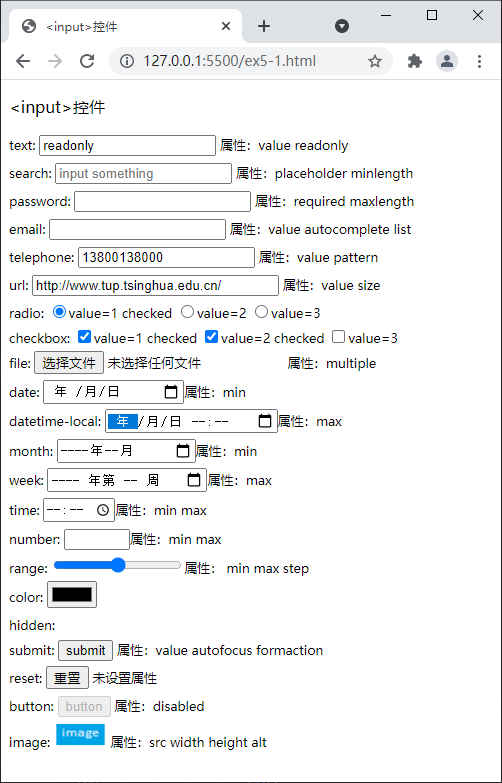 <input>控件
127.0.0.1:5500/ex5-1.html
<input>控件
text: readonly 属性：value readonly
search: input something 属性：placeholder minlength
password: 属性：required maxlength
email: 属性：value autocomplete list
telephone: 13800138000 属性：value pattern
url: http://www.tup.tsinghua.edu.cn/ 属性：value size
radio: value=1 checked value=2 value=3
checkbox: value=1 checked value=2 checked value=3
file: 选择文件 未选择任何文件 属性：multiple
date: 年 /月/日 属性：min
datetime-local: 年/月/日 --:-- 属性：max
month: ----年--月 属性：min
week: ---- 年第 -- 周 属性：max
time: --:-- 属性：min max
number: 属性：min max
range: 属性：min max step
color:
hidden:
submit: submit 属性：value autofocus formaction
reset: 重置 未设置属性
button: button 属性：disabled
image: image 属性：src width height alt